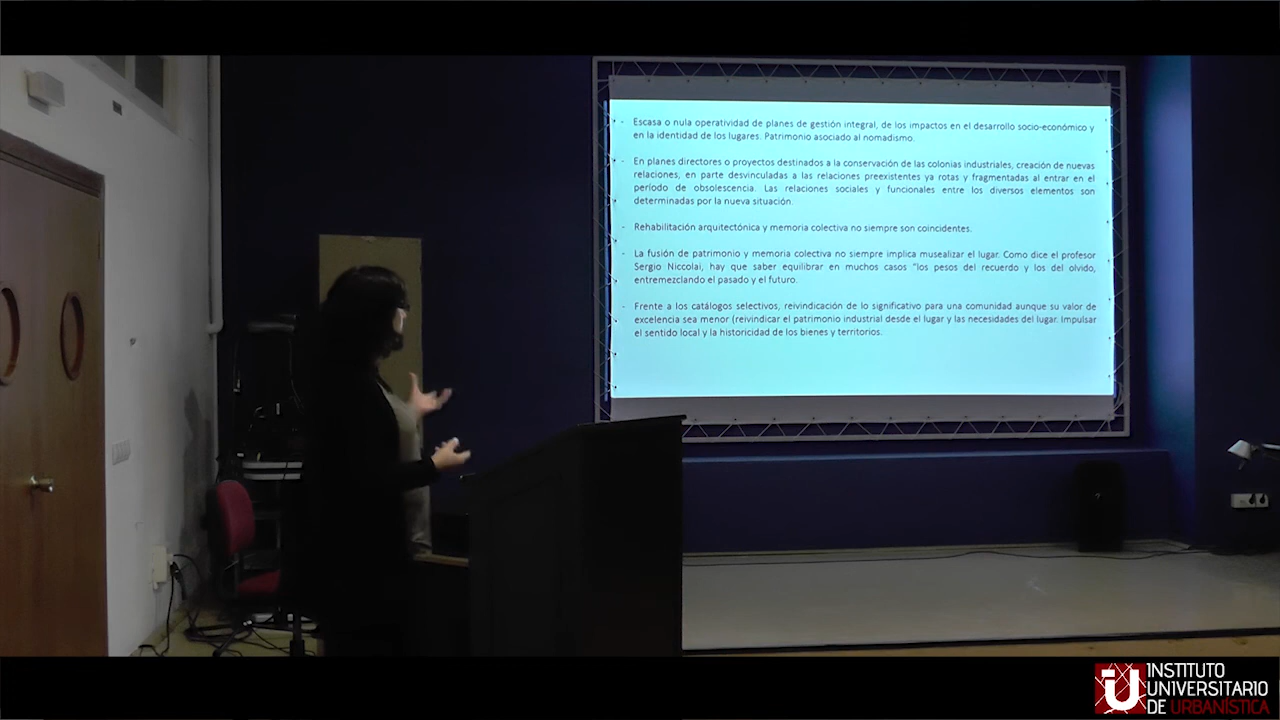 - Escasa o nula operatividad de planes de gestión integral, de los impactos en el desarrollo socio-económico y
en la identidad de los lugares. Patrimonio asociado al nomadismo.
- En planes directores o proyectos destinados a la conservación de las colonias industriales, creación de nuevas
relaciones, en parte desvinculadas a las relaciones preexistentes ya rotas y fragmentadas al entrar en el
período de obsolescencia. Las relaciones sociales y funcionales entre los diversos elementos son
determinadas por la nueva situación.
- Rehabilitación arquitectónica y memoria colectiva no siempre son coincidentes.
- La fusión de patrimonio y memoria colectiva no siempre implica musealizar el lugar. Como dice el profesor
Sergio Niccolai, hay que saber equilibrar en muchos casos “los pesos del recuerdo y los del olvido,
entremezclando el pasado y el futuro.
- Frente a los catálogos selectivos, reivindicación de lo significativo para una comunidad aunque su valor de
excelencia sea menor (reivindicar el patrimonio industrial desde el lugar y las necesidades del lugar. Impulsar
el sentido local y la historicidad de los bienes y territorios.
iU INSTITUTO
UNIVERSITARIO
DE URBANÍSTICA